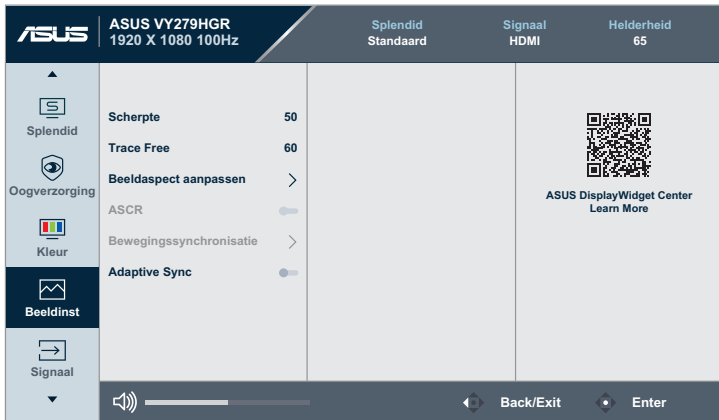 ASUS
ASUS VY279HGR
1920 X 1080 100Hz
Splendid
Standaard
Signaal
HDMI
Helderheid
65
Splendid
Oogverzorging
Kleur
Beeldinst
Signaal
Scherpte 50
Trace Free 60
Beeldaspect aanpassen
ASCR
Bewegingssynchronisatie
Adaptive Sync
ASUS DisplayWidget Center
Learn More
Back/Exit
Enter